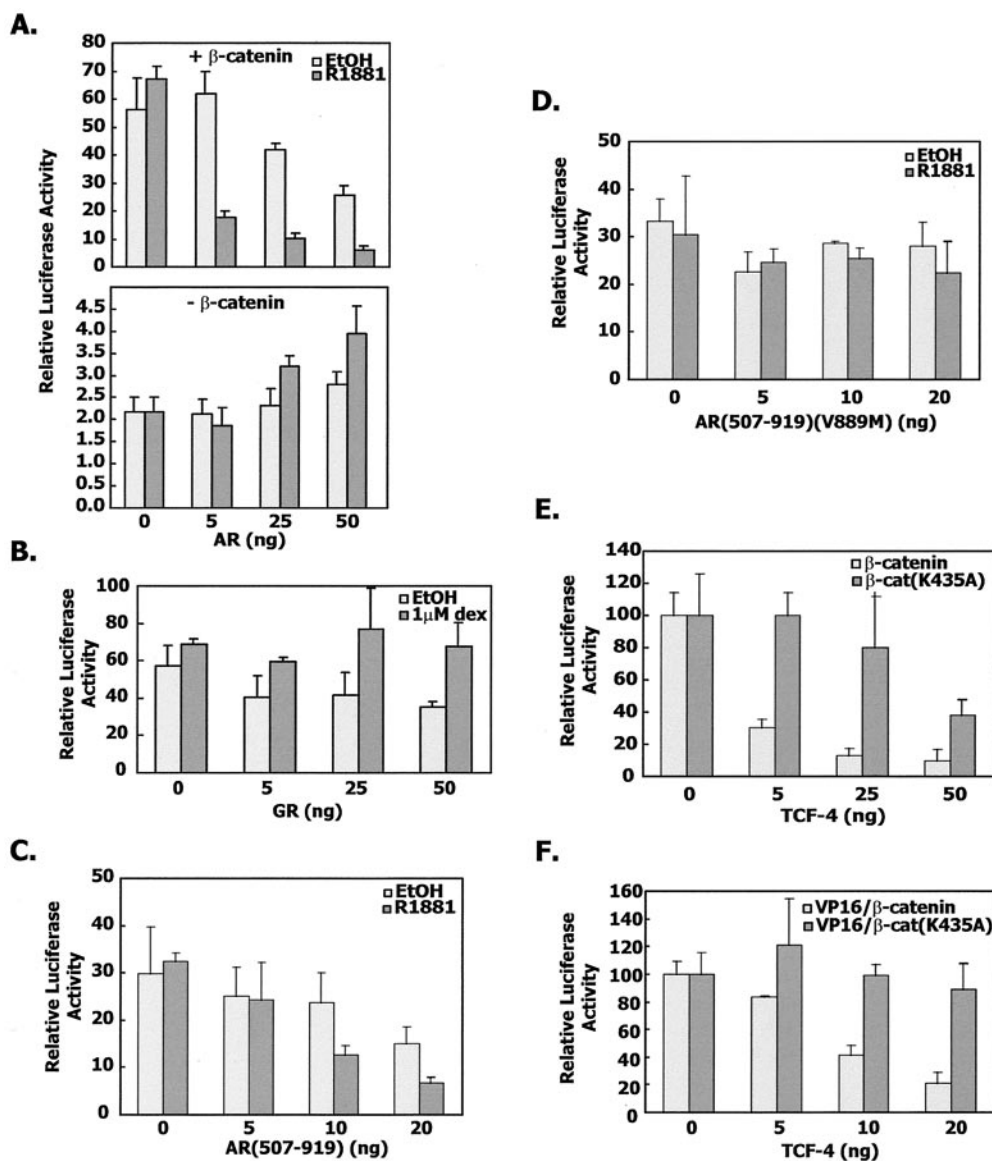 A.
Relative Luciferase Activity
80
70
60
50
40
30
20
10
0
+ β-catenin
EtOH
R1881
4.5
4.0
3.5
3.0
2.5
2.0
1.5
1.0
0.5
0.0
- β-catenin
0 5 25 50
AR (ng)
B.
Relative Luciferase
Activity
100
80
60
40
20
0
EtOH
1μM dex
0 5 25 50
GR (ng)
C.
Relative Luciferase
Activity
50
40
30
20
10
0
EtOH
R1881
0 5 10 20
AR(507-919) (ng)
D.
Relative Luciferase
Activity
50
40
30
20
10
0
EtOH
R1881
0 5 10 20
AR(507-919)(V889M) (ng)
E.
Relative Luciferase
Activity
140
120
100
80
60
40
20
0
β-catenin
β-cat(K435A)
0 5 25 50
TCF-4 (ng)
F.
Relative Luciferase
Activity
160
140
120
100
80
60
40
20
0
VP16/β-catenin
VP16/β-cat(K435A)
0 5 10 20
TCF-4 (ng)